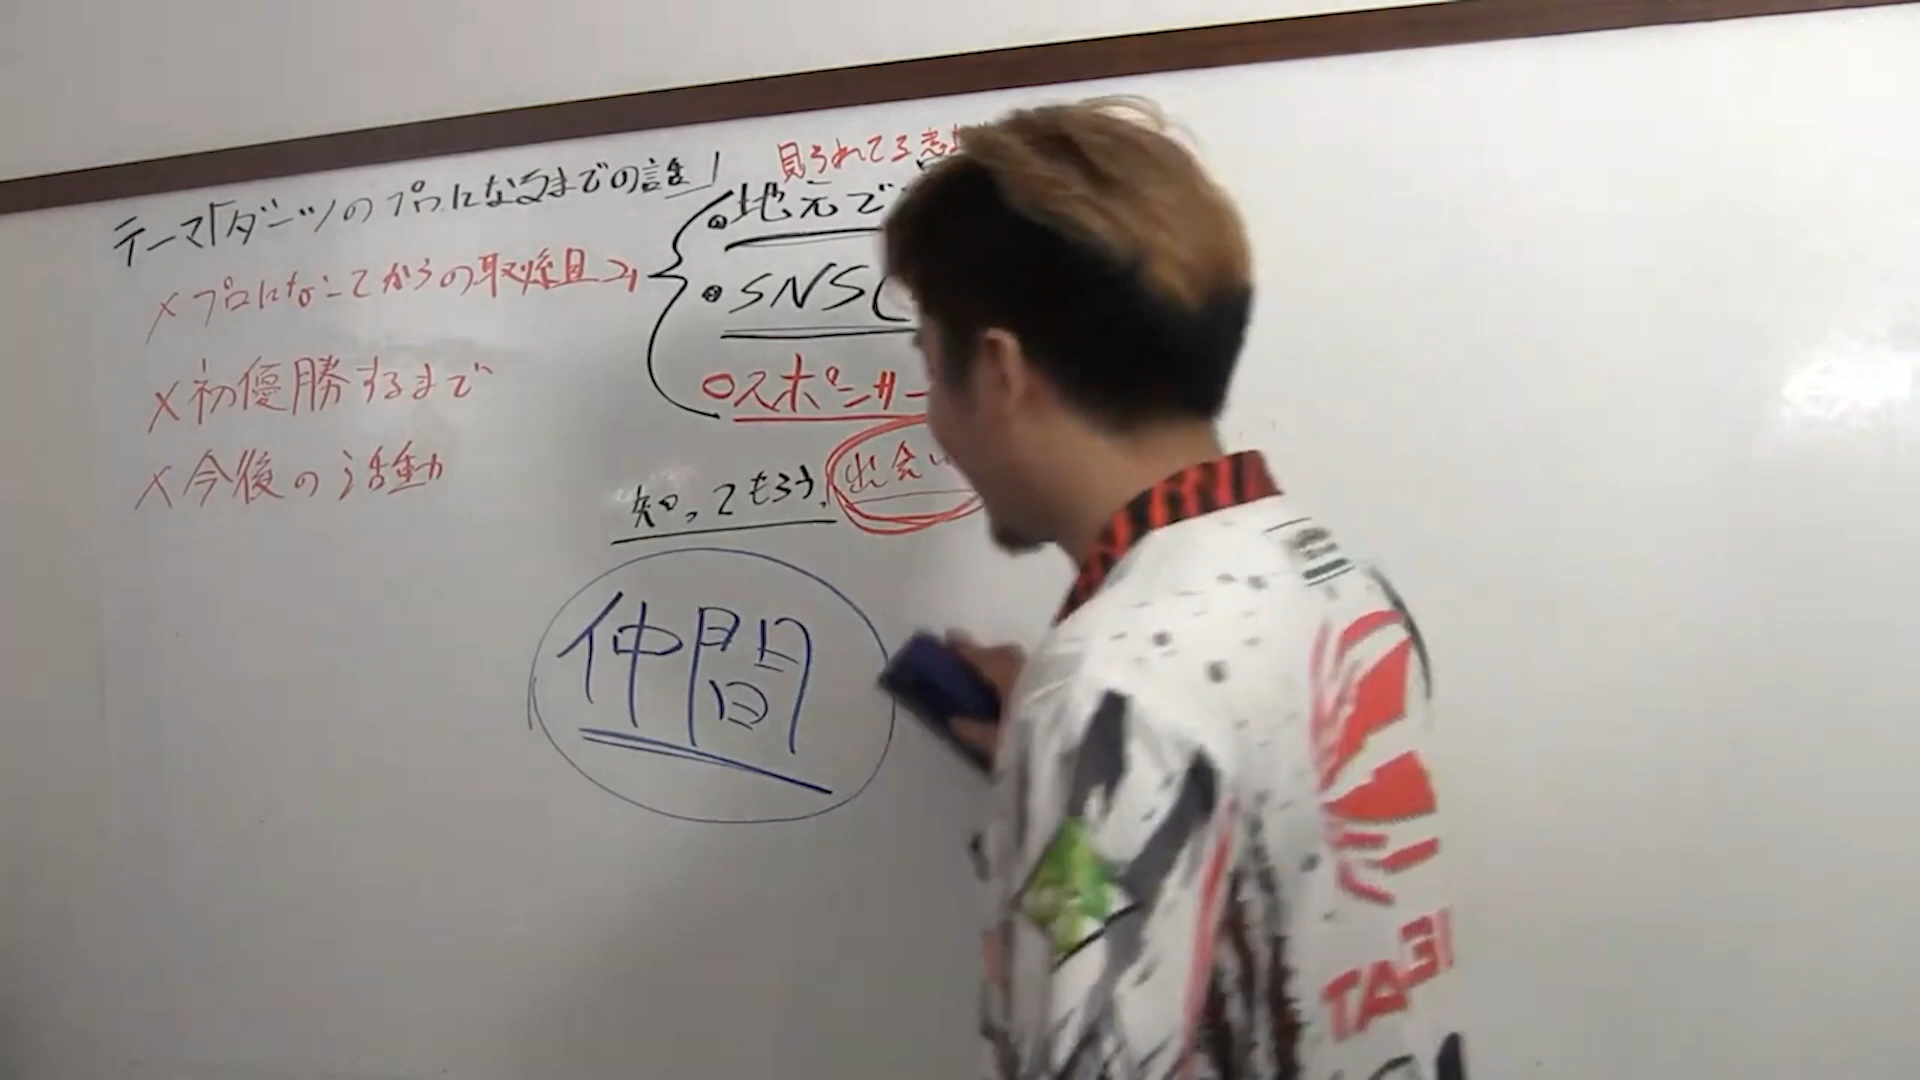 テーマ「ダーツのプロになるまでの話」
×プロになってからの取り組み
×初優勝するまで
×今後の活動
見られてる意
地元で
SNS(
スポンサー
知ってもらう、
出会い
仲間